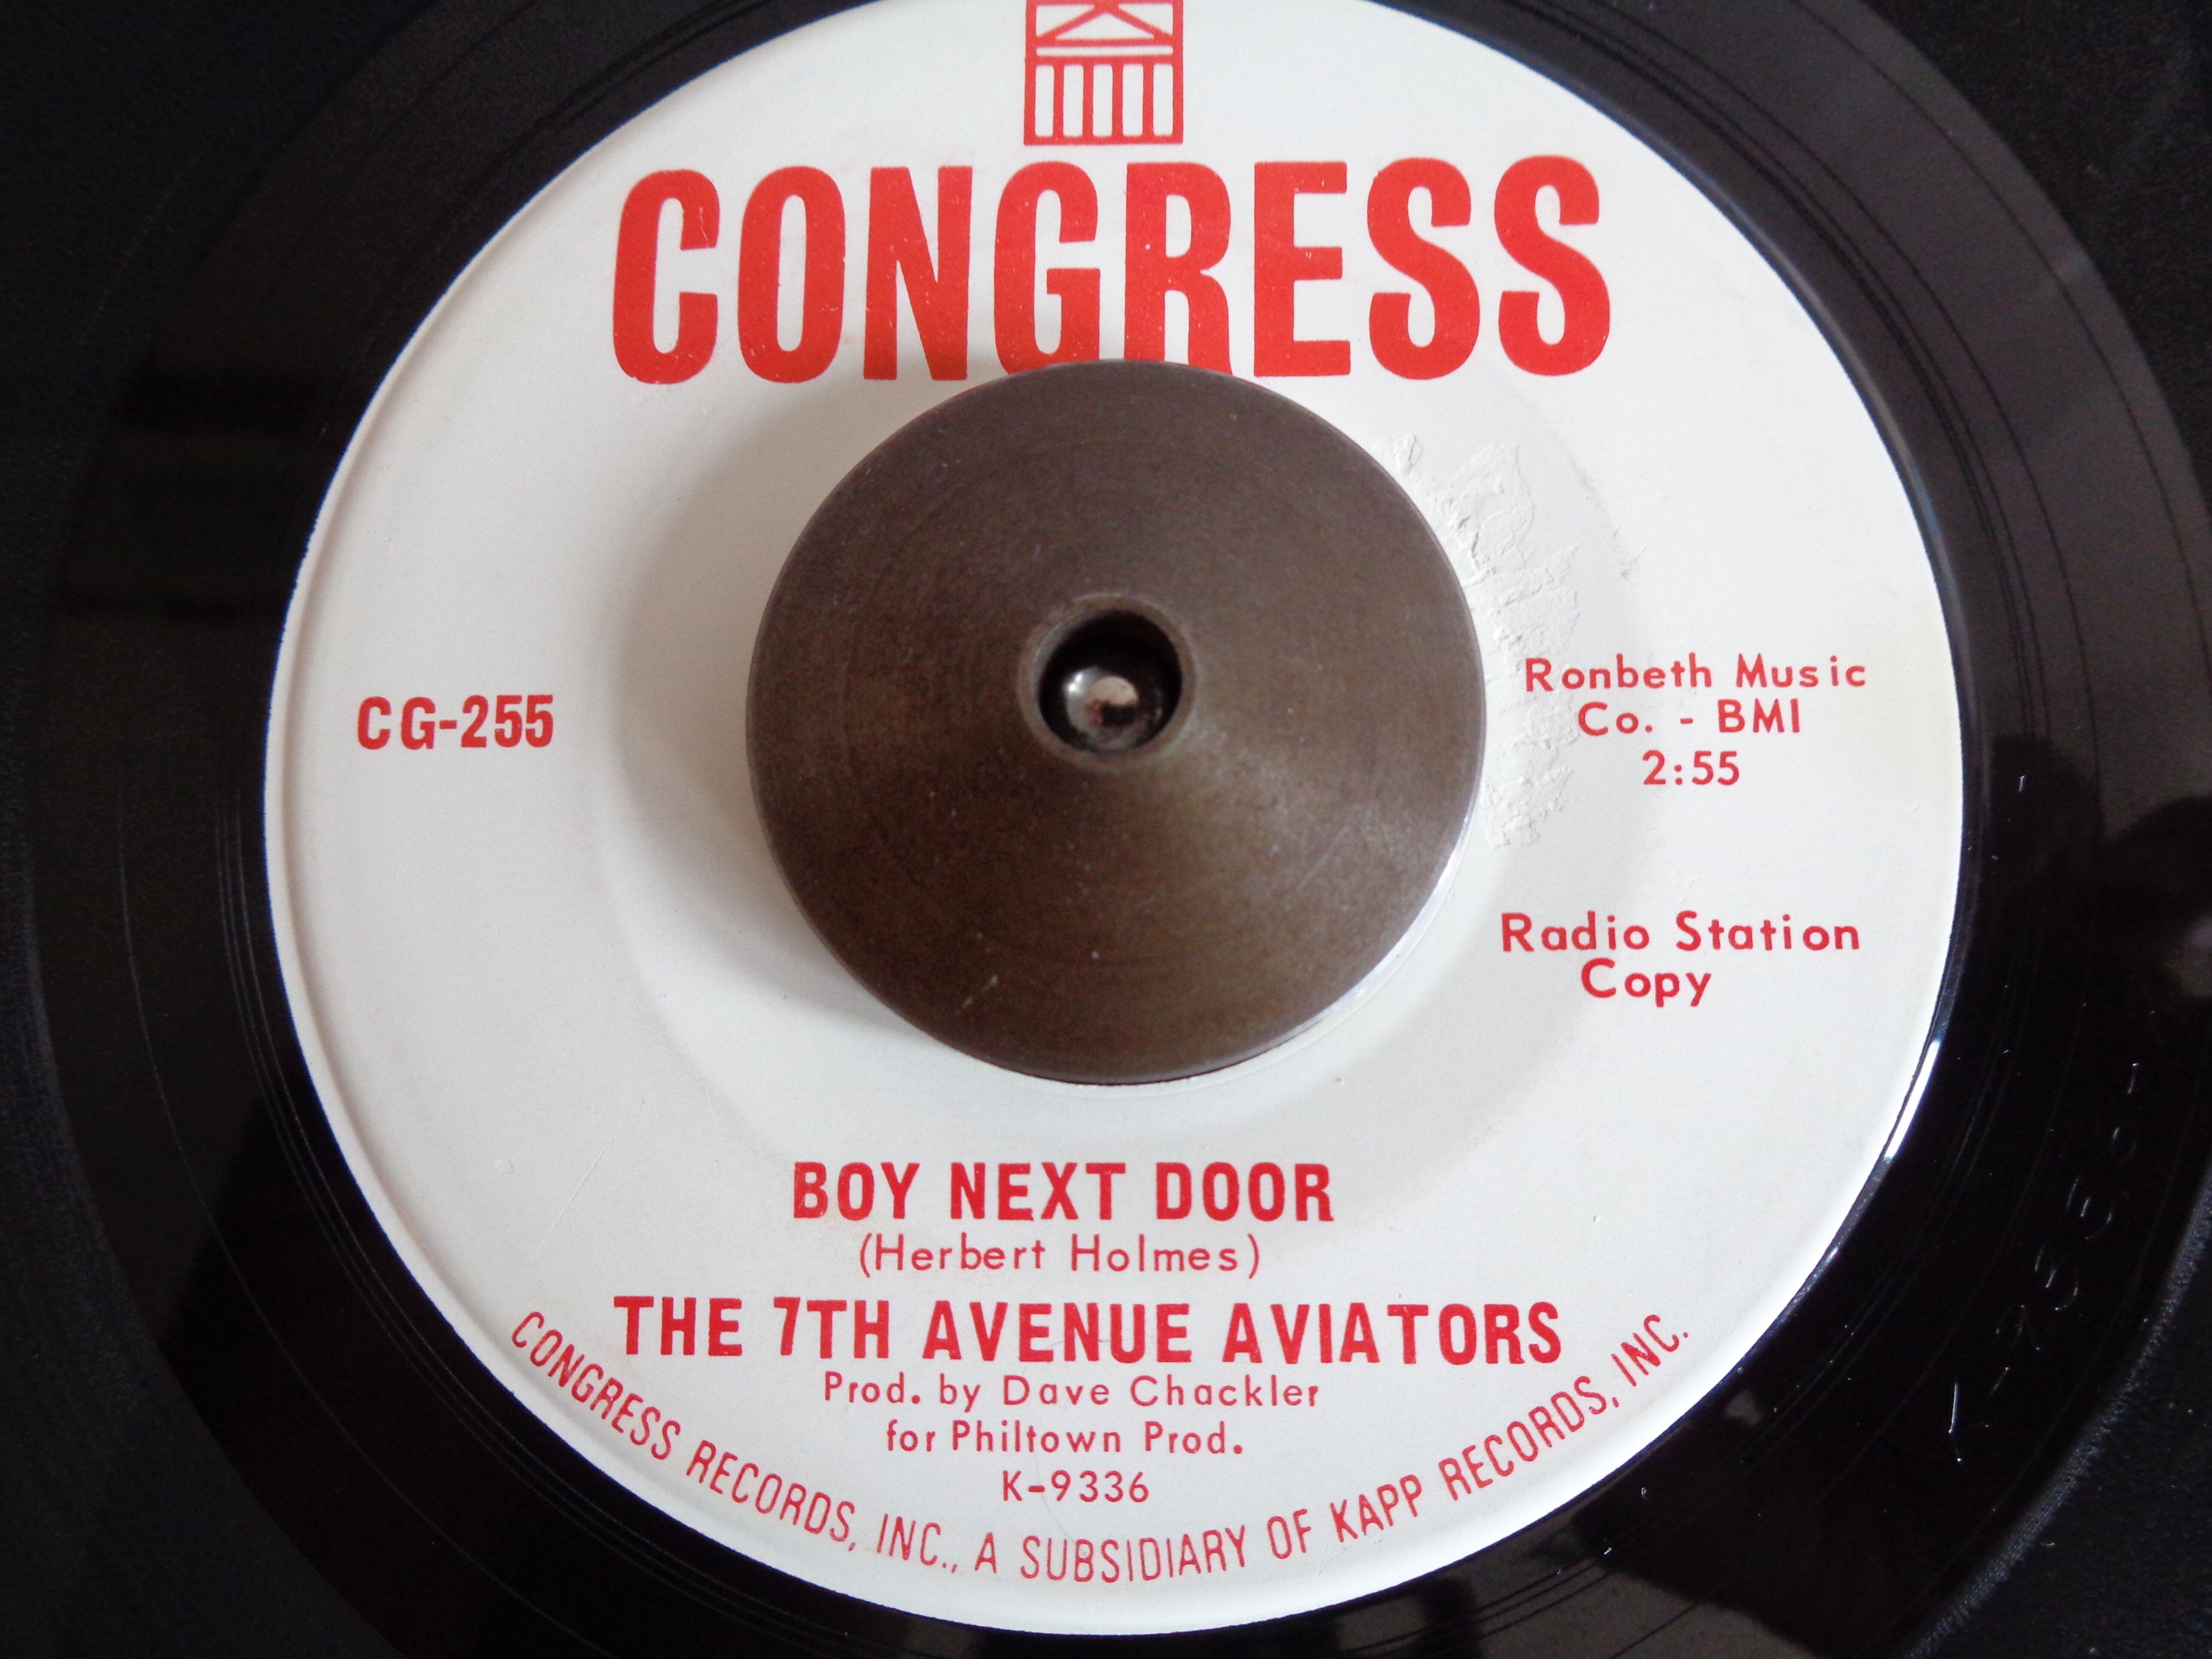 CONGRESS
CG-255
Ronbeth Music
Co. - BMI
2:55
Radio Station
Copy
BOY NEXT DOOR
(Herbert Holmes)
THE 7TH AVENUE AVIATORS
Prod. by Dave Chackler
for Philtown Prod.
K-9336
CONGRESS RECORDS, INC., A SUBSIDIARY OF KAPP RECORDS, INC.